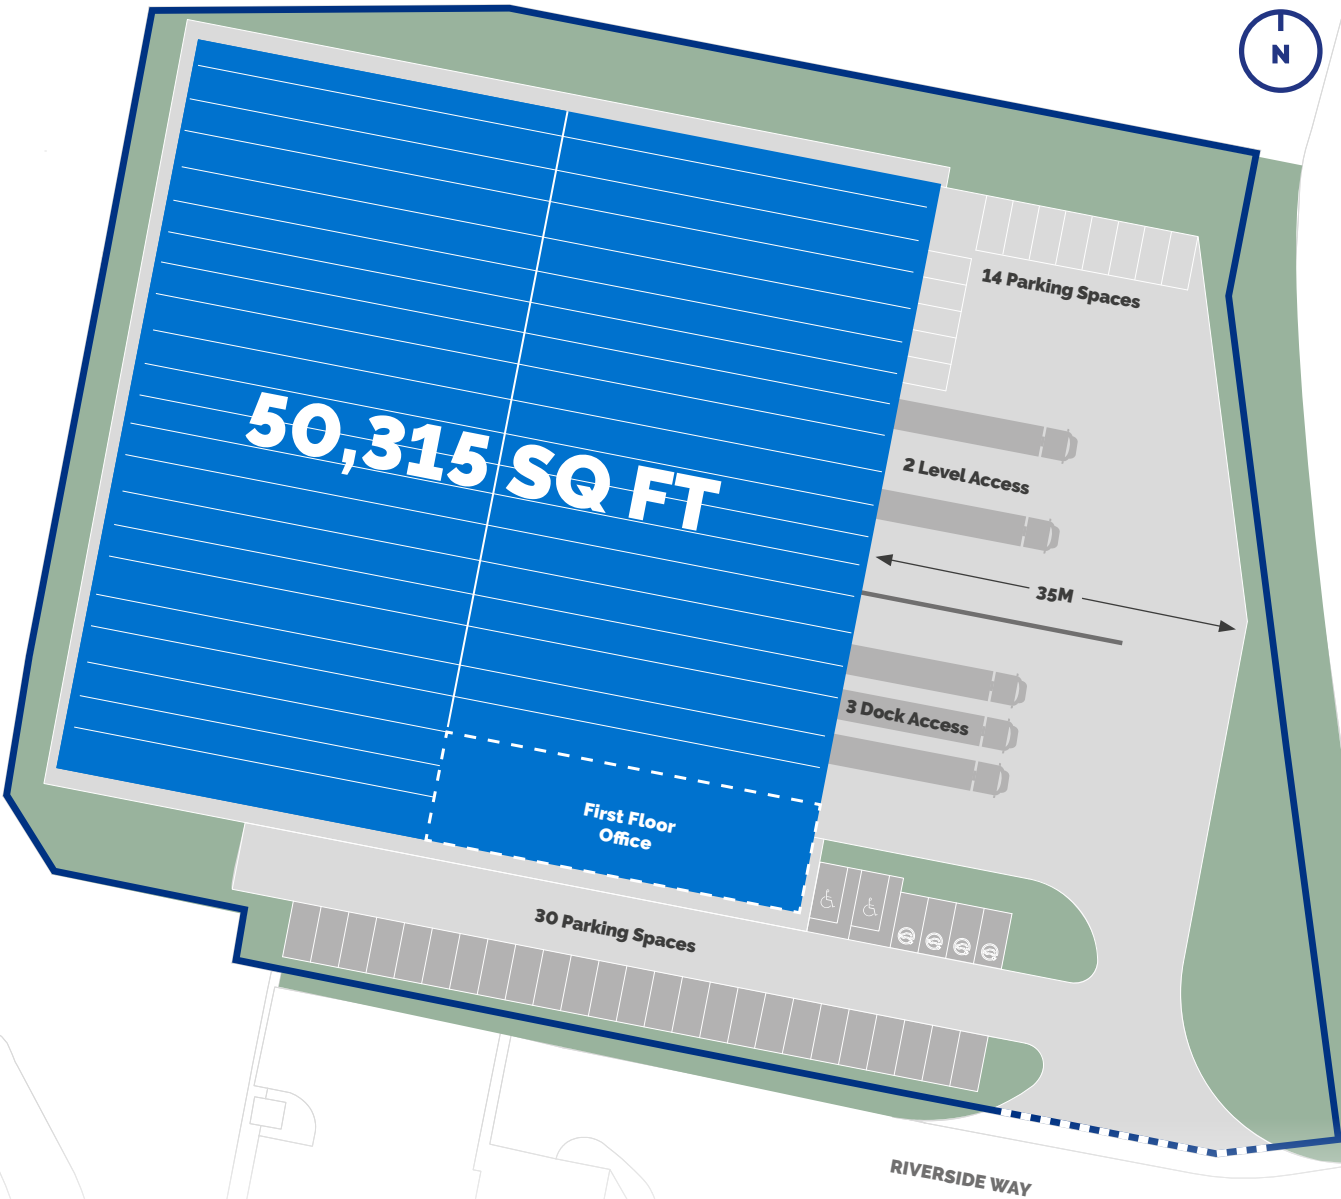 N
14 Parking Spaces
50,315 SQ FT
2 Level Access
35M
3 Dock Access
First Floor
Office
30 Parking Spaces
RIVERSIDE WAY